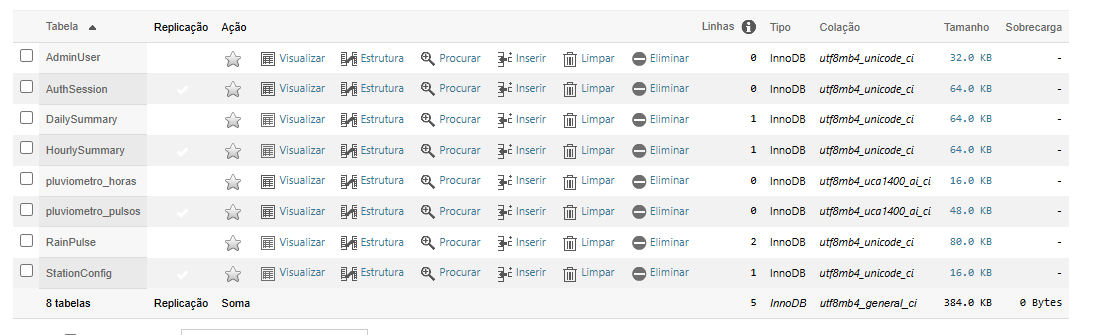 Tabela Replicação Ação Linhas Tipo Colação Tamanho Sobrecarga
AdminUser Visualizar Estrutura Procurar Inserir Limpar Eliminar 0 InnoDB utf8mb4_unicode_ci 32.0 KB -
AuthSession Visualizar Estrutura Procurar Inserir Limpar Eliminar 0 InnoDB utf8mb4_unicode_ci 64.0 KB -
DailySummary Visualizar Estrutura Procurar Inserir Limpar Eliminar 1 InnoDB utf8mb4_unicode_ci 64.0 KB -
HourlySummary Visualizar Estrutura Procurar Inserir Limpar Eliminar 1 InnoDB utf8mb4_unicode_ci 64.0 KB -
pluviometro_horas Visualizar Estrutura Procurar Inserir Limpar Eliminar 0 InnoDB utf8mb4_uca1400_ai_ci 16.0 KB -
pluviometro_pulsos Visualizar Estrutura Procurar Inserir Limpar Eliminar 0 InnoDB utf8mb4_uca1400_ai_ci 48.0 KB -
RainPulse Visualizar Estrutura Procurar Inserir Limpar Eliminar 2 InnoDB utf8mb4_unicode_ci 80.0 KB -
StationConfig Visualizar Estrutura Procurar Inserir Limpar Eliminar 1 InnoDB utf8mb4_unicode_ci 16.0 KB -
8 tabelas Replicação Soma 5 InnoDB utf8mb4_general_ci 384.0 KB 0 Bytes